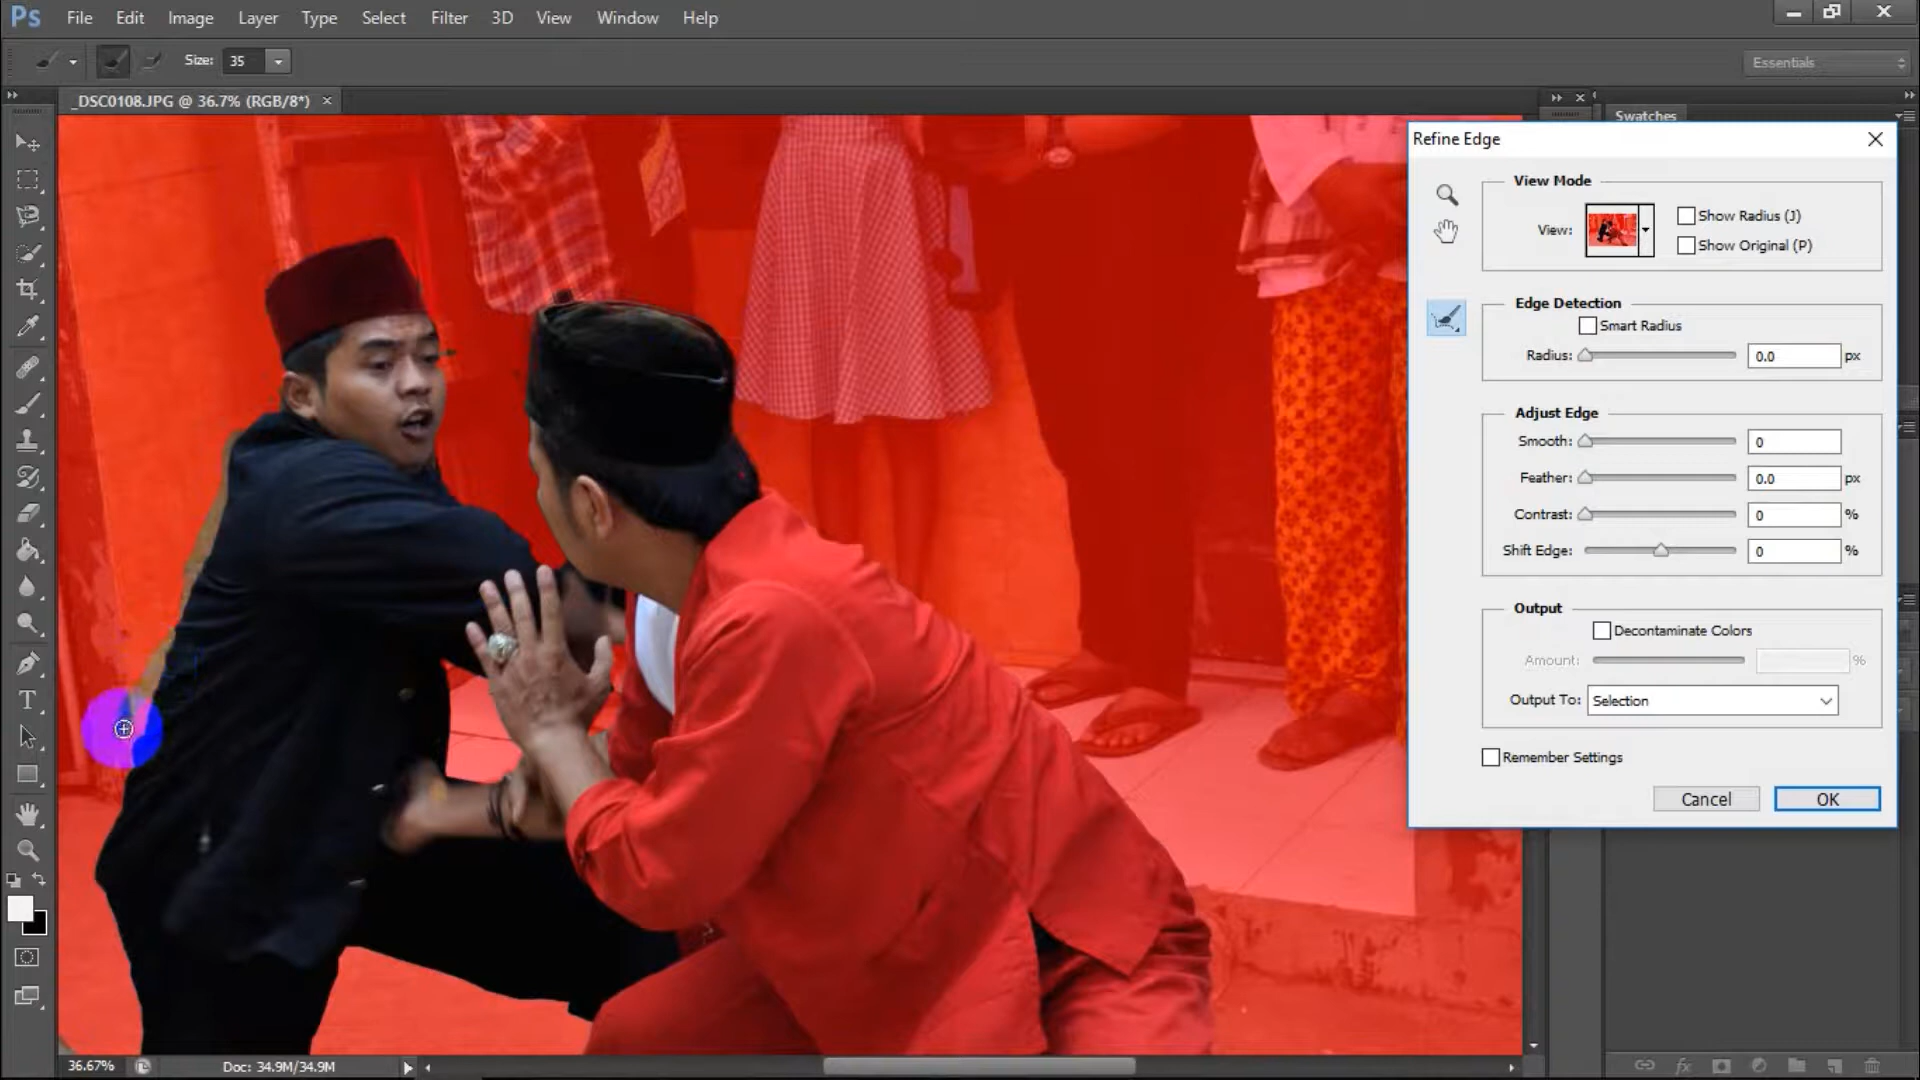 Ps File Edit Image Layer Type Select Filter 3D View Window Help
Size: 35 Essentials
_DSC0108.JPG @ 36.7% (RGB/8*)
Swatches
Refine Edge
View Mode
View:
Show Radius (J)
Show Original (P)
Edge Detection
Smart Radius
Radius: 0.0 px
Adjust Edge
Smooth: 0
Feather: 0.0 px
Contrast: 0 %
Shift Edge: 0 %
Output
Decontaminate Colors
Amount: %
Output To: Selection
Remember Settings
Cancel OK
36.67% Doc: 34.9M/34.9M